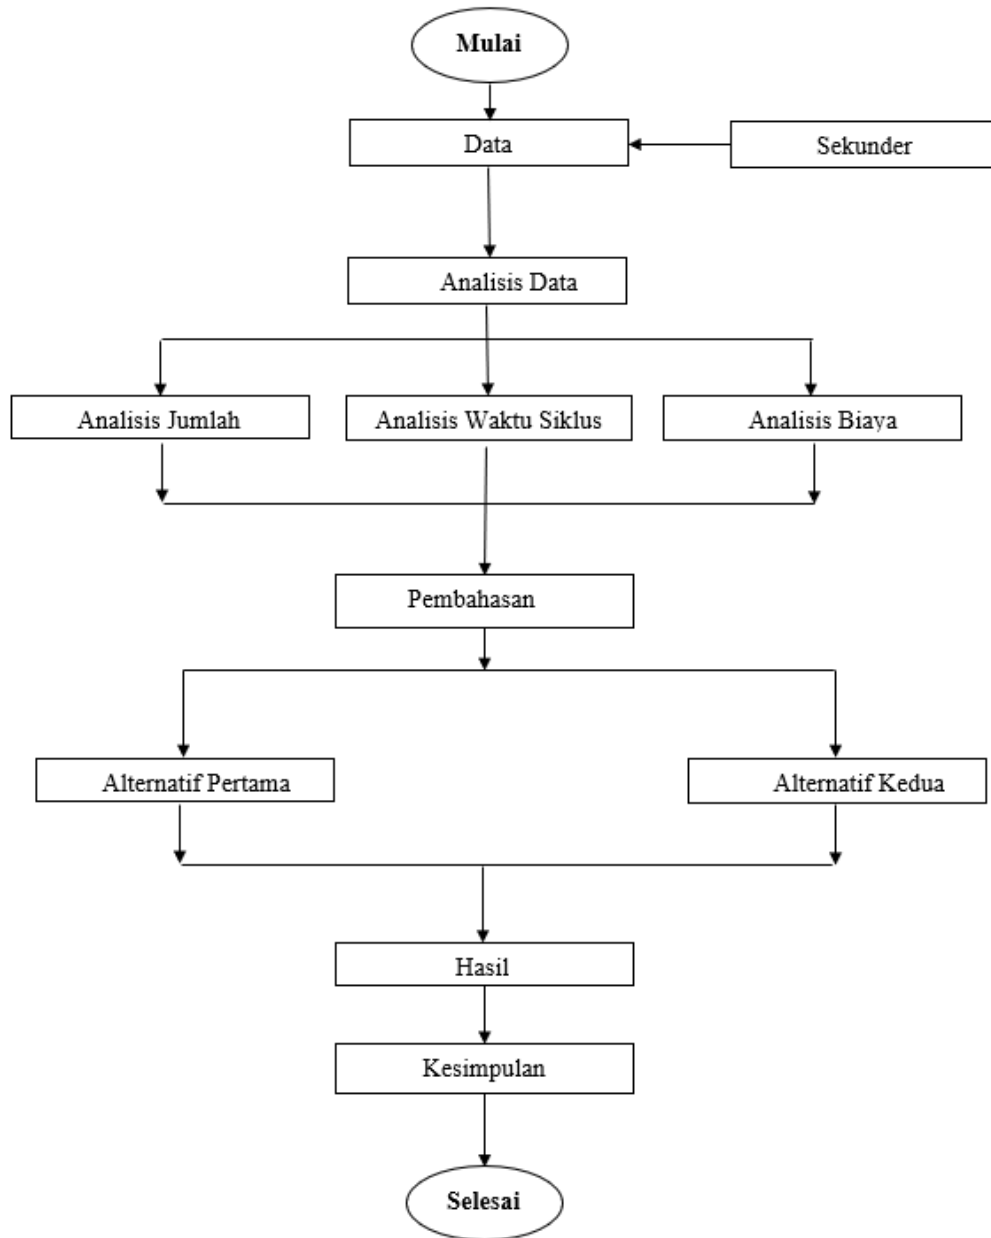 Mulai
Data
Sekunder
Analisis Data
Analisis Jumlah
Analisis Waktu Siklus
Analisis Biaya
Pembahasan
Alternatif Pertama
Alternatif Kedua
Hasil
Kesimpulan
Selesai